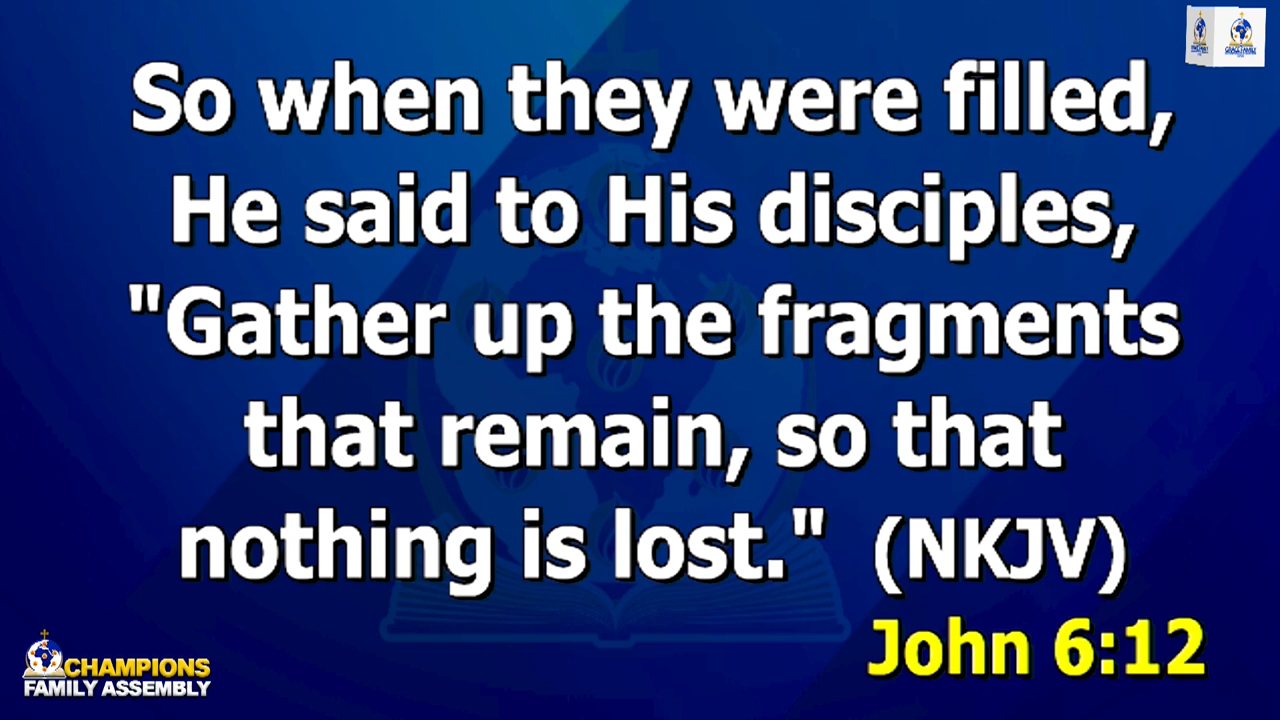 So when they were filled,
He said to His disciples,
"Gather up the fragments
that remain, so that
nothing is lost." (NKJV)
John 6:12
CHAMPIONS
FAMILY ASSEMBLY